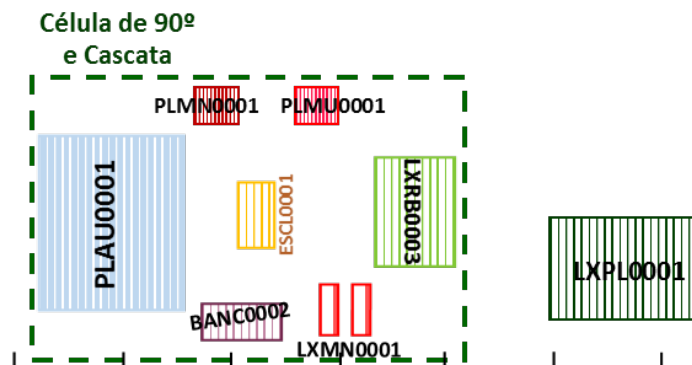 Célula de 90º
e Cascata
PLMN0001
PLMU0001
PLAU0001
ESCL0001
LXRB0003
LXPL0001
BANC0002
LXMN0001